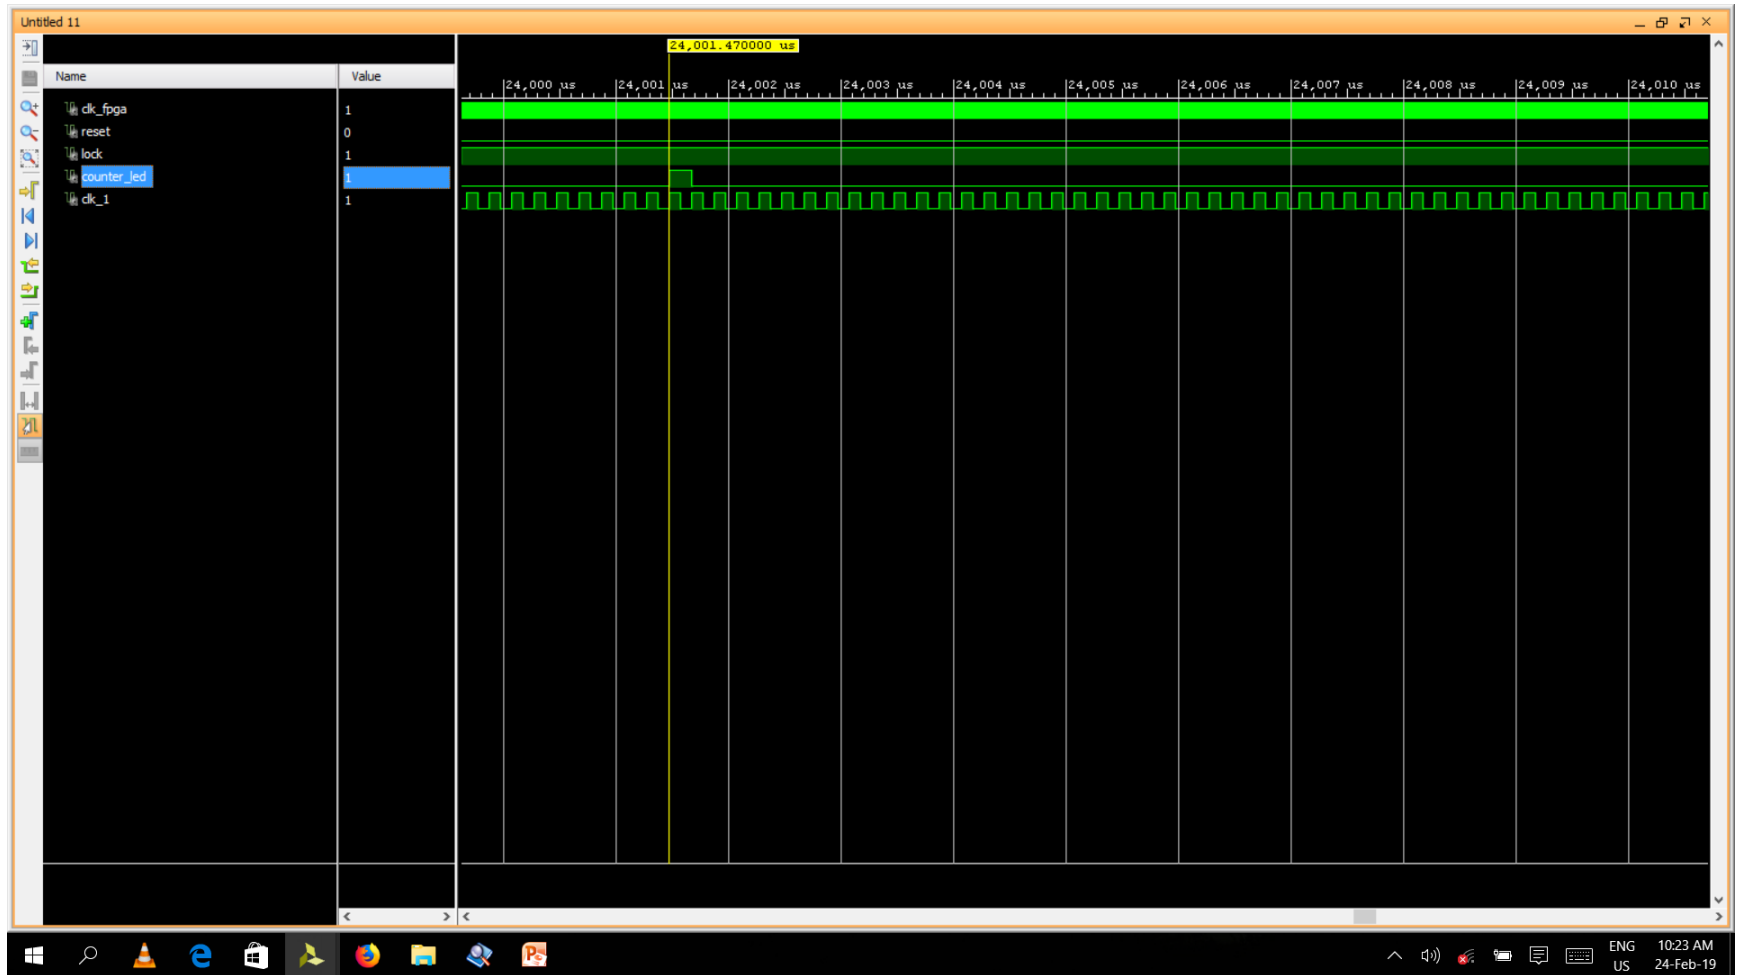 Untitled 11
24,001.470000 us
Name Value
24,000 us 24,001 us 24,002 us 24,003 us 24,004 us 24,005 us 24,006 us 24,007 us 24,008 us 24,009 us 24,010 us
clk_fpga 1
reset 0
lock 1
counter_led 1
clk_1 1
ENG 10:23 AM
US 24-Feb-19